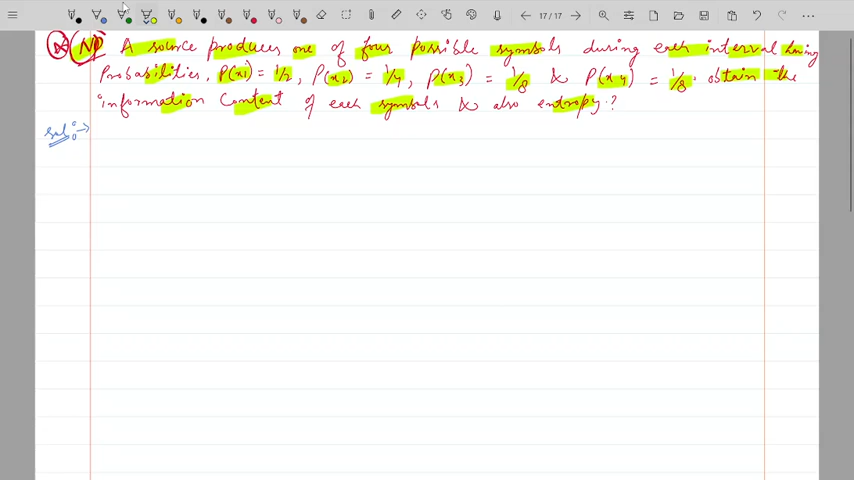 17 / 17
No A source produces one of four possible symbols during each interval having
Probabilities, P(x1) = 1/2, P(x2) = 1/4, P(x3) = 1/8 & P(x4) = 1/8. obtain the
information Content of each symbols & also entropy?
Sol:→